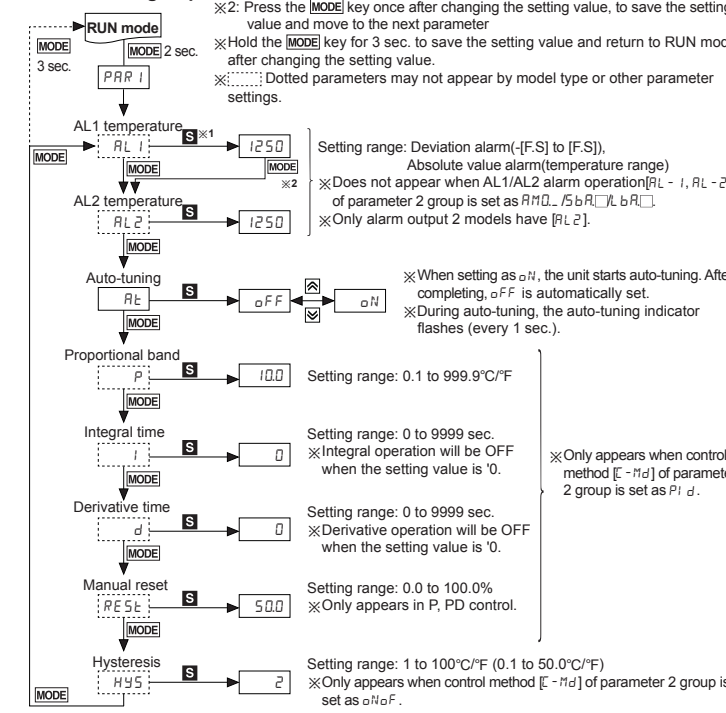 ※2: Press the MODE key once after changing the setting value, to save the setting
value and move to the next parameter
※Hold the MODE key for 3 sec. to save the setting value and return to RUN mod
after changing the setting value.
※ Dotted parameters may not appear by model type or other parameter
settings.
RUN mode
MODE
3 sec.
MODE 2 sec.
PAR1
AL1 temperature
AL1
S ※1
1250
MODE
MODE
MODE
※2
Setting range: Deviation alarm(-[F.S] to [F.S]),
Absolute value alarm(temperature range)
※Does not appear when AL1/AL2 alarm operation[AL-1, AL-2
of parameter 2 group is set as AM0._ /SbA.□/LbA.□.
※Only alarm output 2 models have [AL2].
AL2 temperature
AL2
S
1250
MODE
Auto-tuning
At
S
oFF
oN
MODE
※When setting as oN, the unit starts auto-tuning. Afte
completing, oFF is automatically set.
※During auto-tuning, the auto-tuning indicator
flashes (every 1 sec.).
Proportional band
P
S
10.0
MODE
Setting range: 0.1 to 999.9°C/°F
Integral time
I
S
0
MODE
Setting range: 0 to 9999 sec.
※Integral operation will be OFF
when the setting value is '0.
※Only appears when control
method [C-Md] of paramete
2 group is set as PId.
Derivative time
d
S
0
MODE
Setting range: 0 to 9999 sec.
※Derivative operation will be OFF
when the setting value is '0.
Manual reset
RESt
S
50.0
MODE
Setting range: 0.0 to 100.0%
※Only appears in P, PD control.
Hysteresis
HYS
S
2
MODE
Setting range: 1 to 100°C/°F (0.1 to 50.0°C/°F)
※Only appears when control method [C-Md] of parameter 2 group is
set as oNoF.